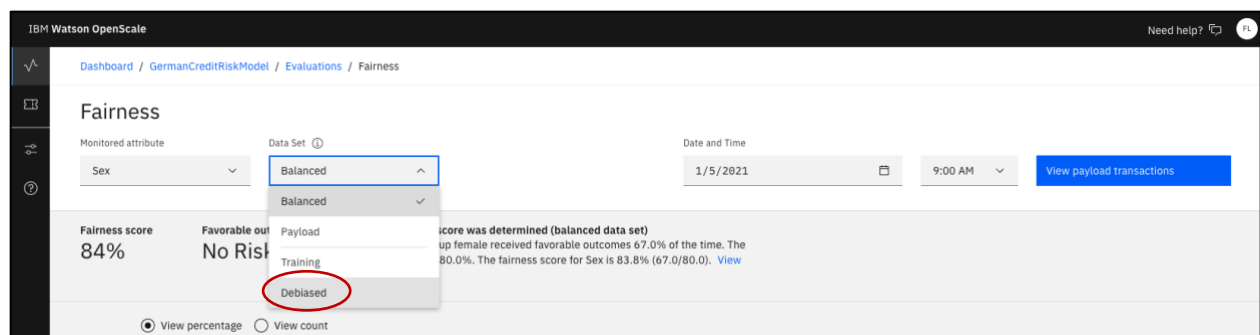 IBM Watson OpenScale
Need help?
FL
Dashboard / GermanCreditRiskModel / Evaluations / Fairness
Fairness
Monitored attribute
Data Set
Date and Time
Sex
Balanced
1/5/2021
9:00 AM
View payload transactions
Balanced
Payload
Training
Debiased
Fairness score
84%
Favorable out
No Risk
score was determined (balanced data set)
up female received favorable outcomes 67.0% of the time. The
80.0%. The fairness score for Sex is 83.8% (67.0/80.0). View
View percentage
View count